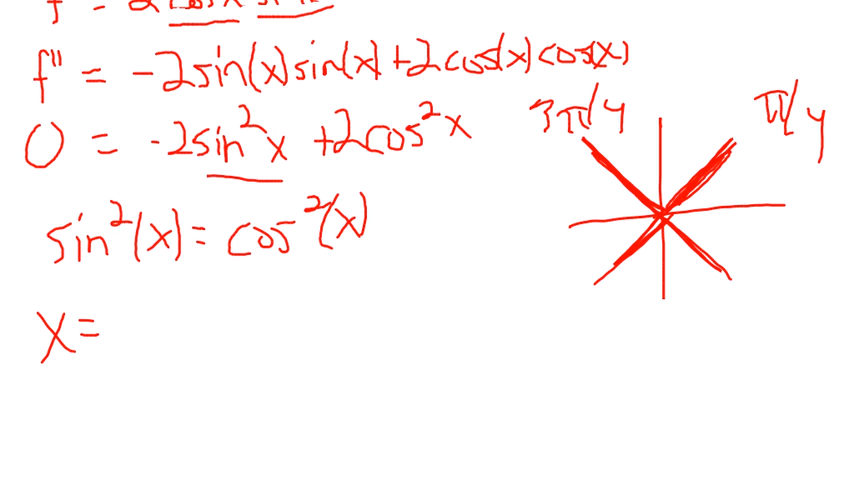 f'' = -2sin(x)sin(x) + 2cos(x)cos(x)
0 = -2sin²x + 2cos²x
3π/4
π/4
sin²(x) = cos²(x)
x =